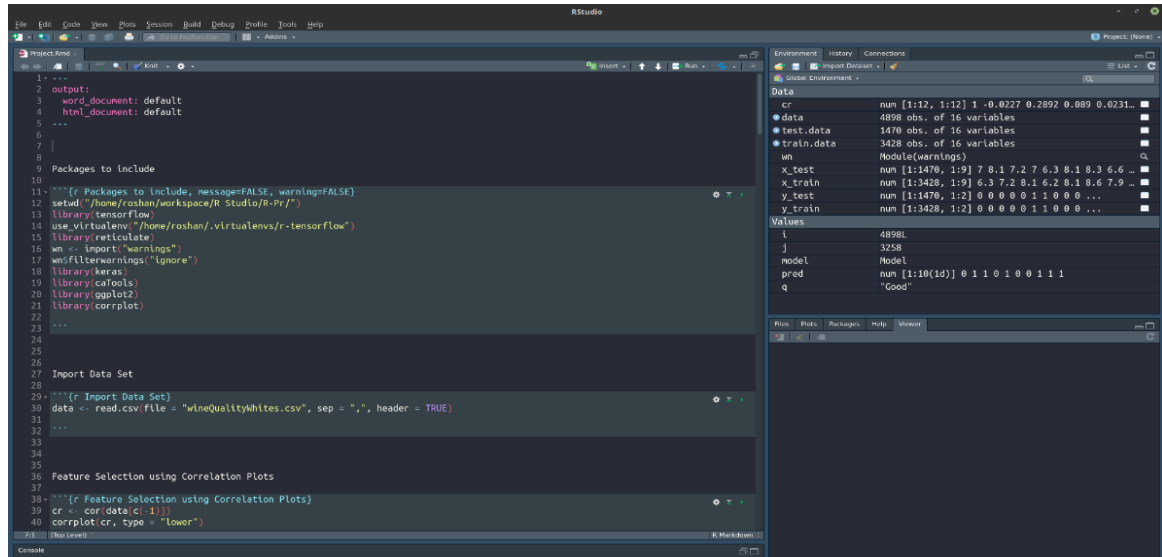 RStudio
File Edit Code View Plots Session Build Debug Profile Tools Help
Go to file/function Addins
Project: (None)
Project.Rmd
Knit Insert Run
1 ---
2 output:
3 word_document: default
4 html_document: default
5 ---
6
7
8
9 Packages to include
10
11 ```{r Packages to include, message=FALSE, warning=FALSE}
12 setwd("/home/roshan/workspace/R Studio/R-Pr/")
13 library(tensorflow)
14 use_virtualenv("/home/roshan/.virtualenvs/r-tensorflow")
15 library(reticulate)
16 wn <- import("warnings")
17 wn$filterwarnings("ignore")
18 library(keras)
19 library(caTools)
20 library(ggplot2)
21 library(corrplot)
22
23 ```
24
25
26
27 Import Data Set
28
29 ```{r Import Data Set}
30 data <- read.csv(file = "wineQualityWhites.csv", sep = ",", header = TRUE)
31
32 ```
33
34
35
36 Feature Selection using Correlation Plots
37
38 ```{r Feature Selection using Correlation Plots}
39 cr <- cor(data[c(-1)])
40 corrplot(cr, type = "lower")
7:1 (Top Level) R Markdown
Console
Environment History Connections
Import Dataset List
Global Environment
Data
cr num [1:12, 1:12] 1 -0.0227 0.2892 0.089 0.0231…
data 4898 obs. of 16 variables
test.data 1470 obs. of 16 variables
train.data 3428 obs. of 16 variables
wn Module(warnings)
x_test num [1:1470, 1:9] 7 8.1 7.2 7 6.3 8.1 8.3 6.6 …
x_train num [1:3428, 1:9] 6.3 7.2 8.1 6.2 8.1 8.6 7.9 …
y_test num [1:1470, 1:2] 0 0 0 0 0 1 1 0 0 0 ...
y_train num [1:3428, 1:2] 0 0 0 0 0 1 1 0 0 0 ...
Values
i 4898L
j 3258
model Model
pred num [1:10(1d)] 0 1 1 0 1 0 0 1 1 1
q "Good"
Files Plots Packages Help Viewer